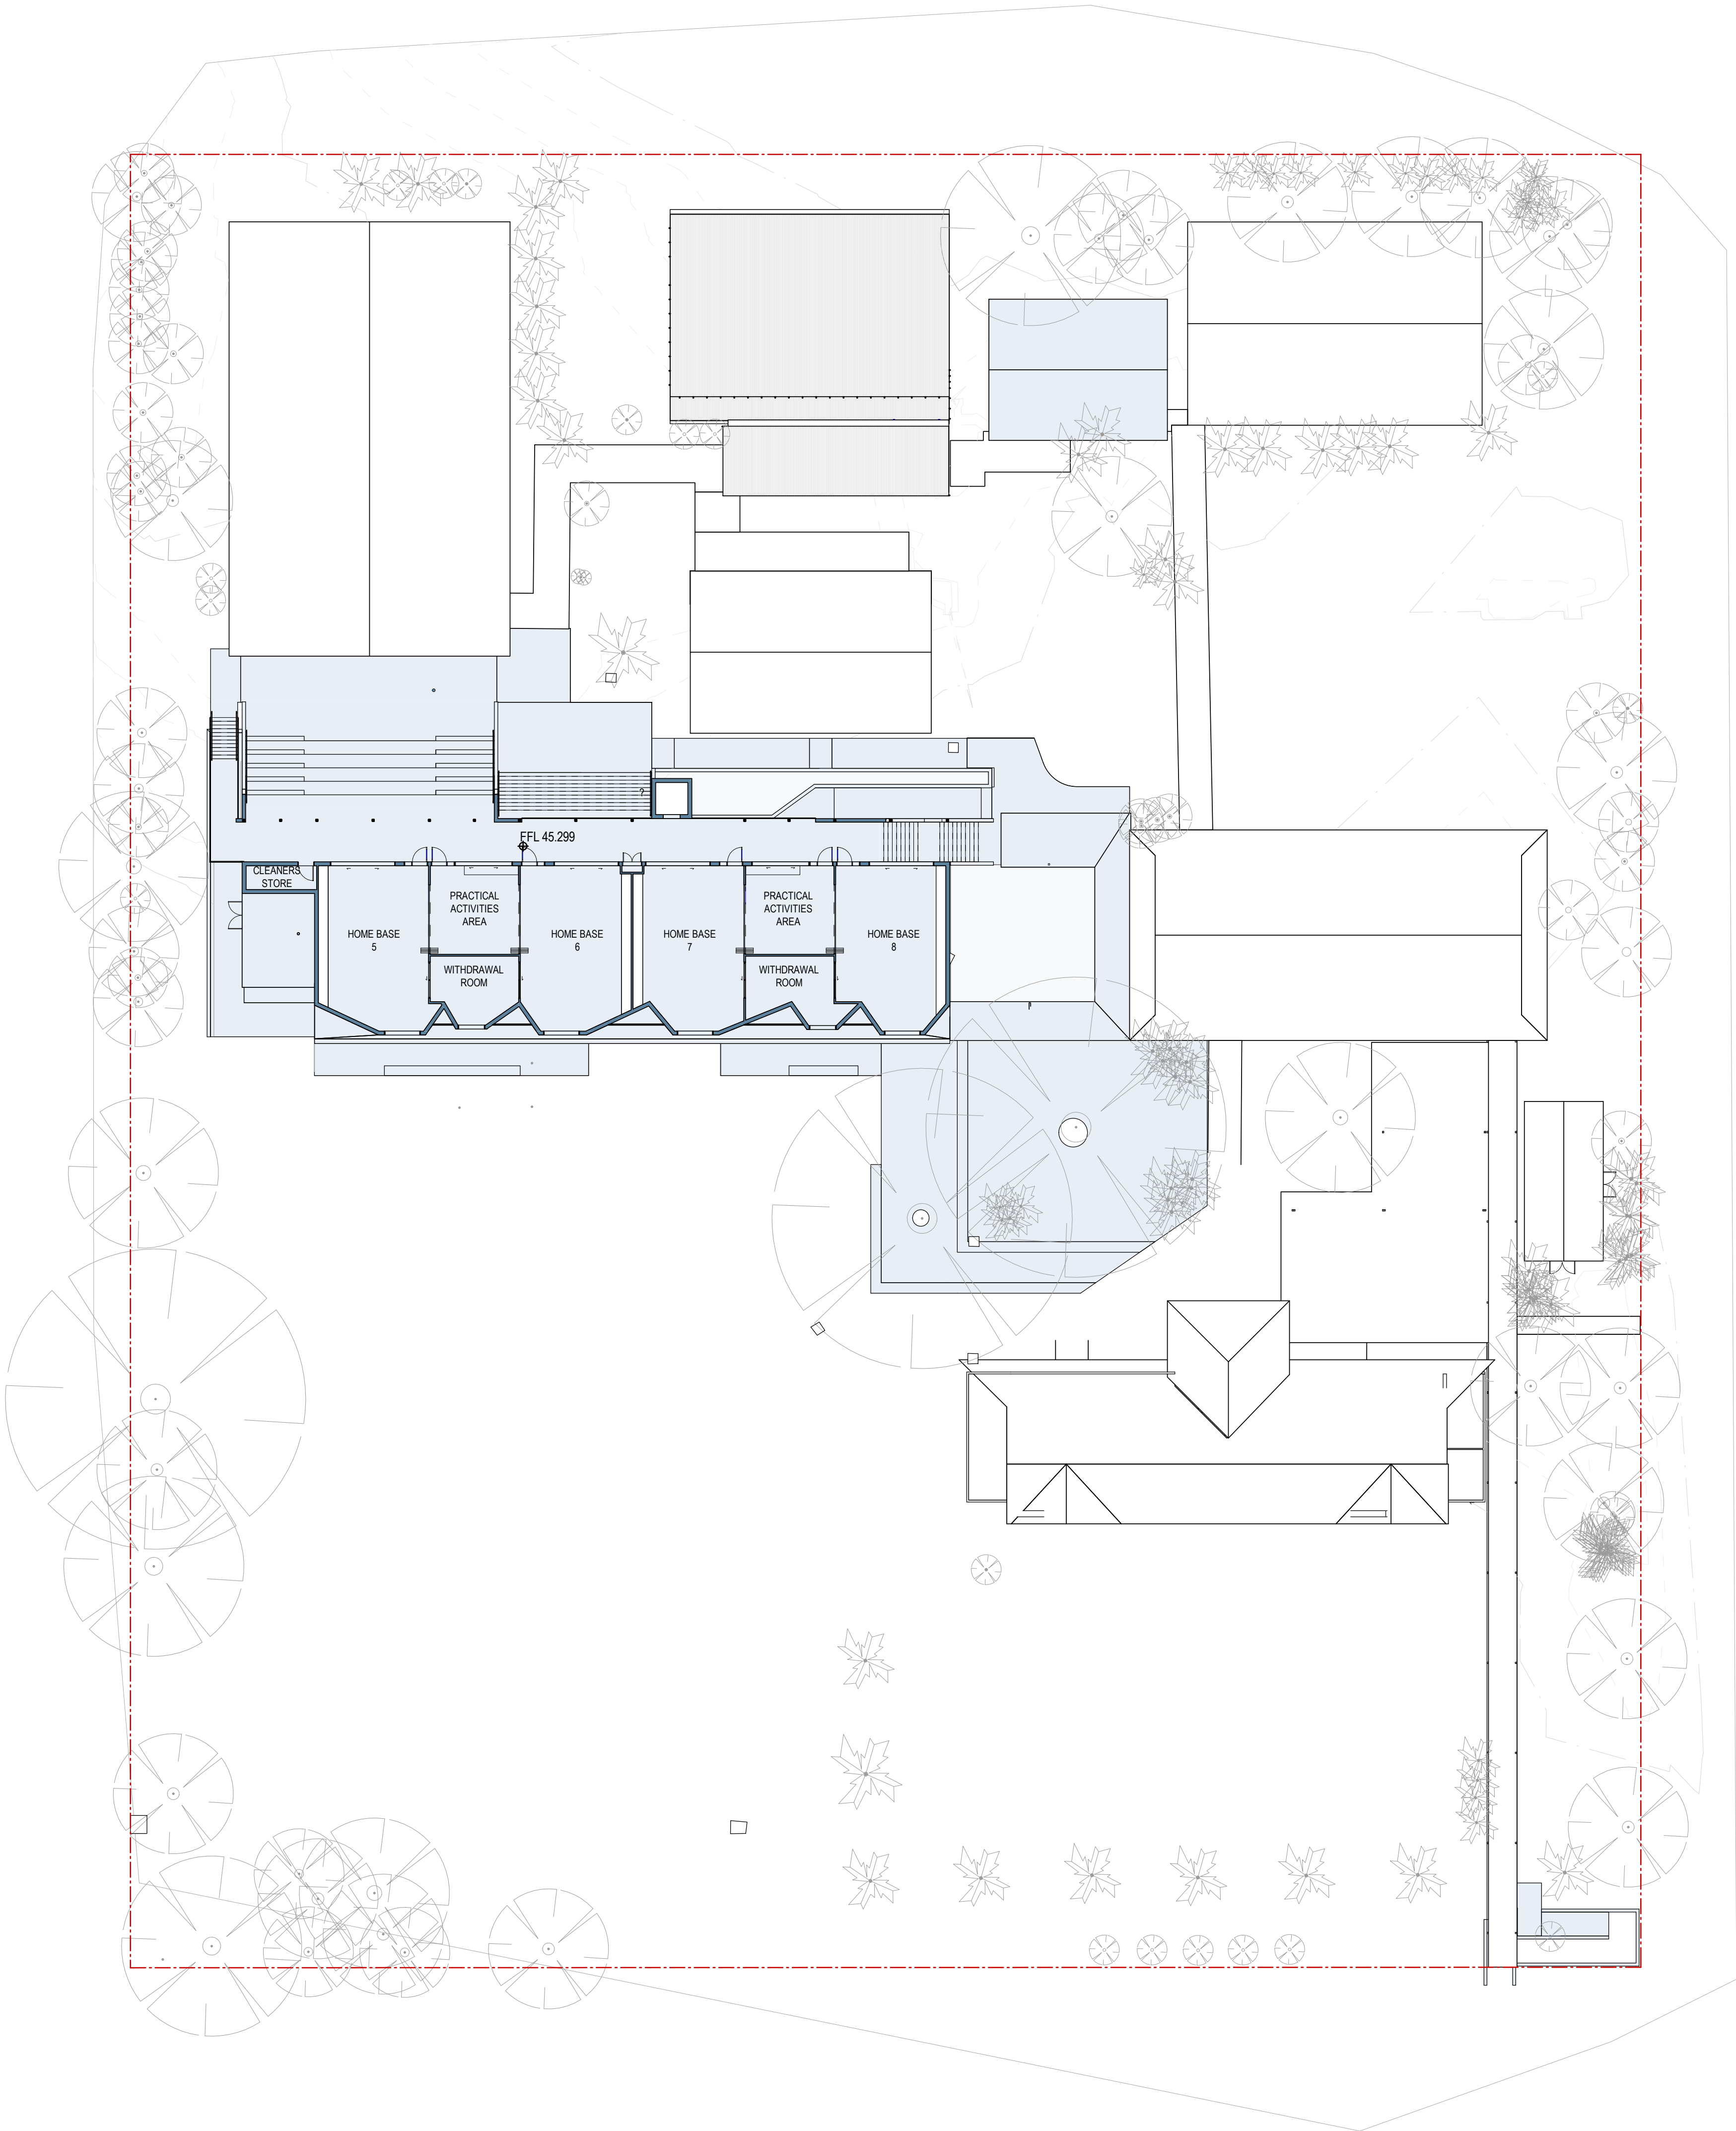 ?
FFL 45.299
CLEANERS
STORE
PRACTICAL
ACTIVITIES
AREA
PRACTICAL
ACTIVITIES
AREA
HOME BASE
5
HOME BASE
6
HOME BASE
7
HOME BASE
8
WITHDRAWAL
ROOM
WITHDRAWAL
ROOM